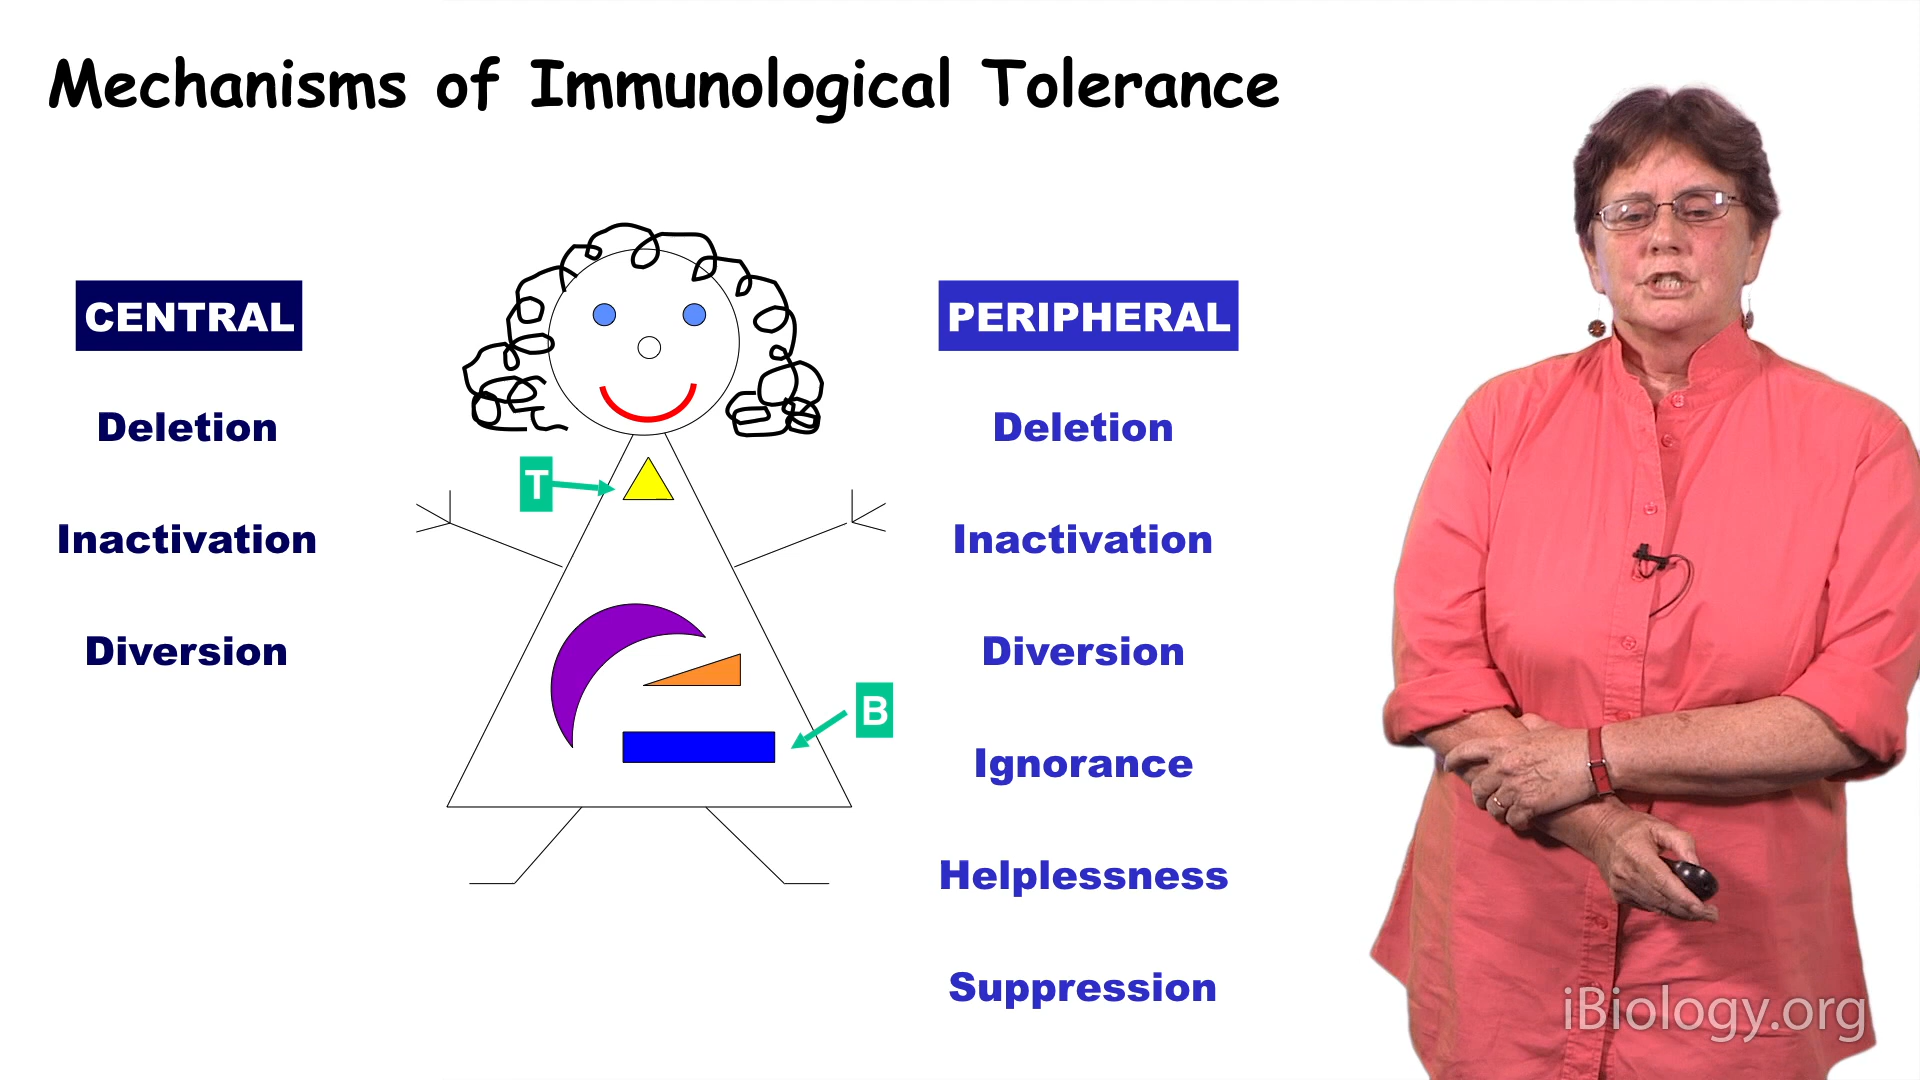 Mechanisms of Immunological Tolerance
CENTRAL
Deletion
Inactivation
Diversion
T
B
PERIPHERAL
Deletion
Inactivation
Diversion
Ignorance
Helplessness
Suppression
iBiology.org